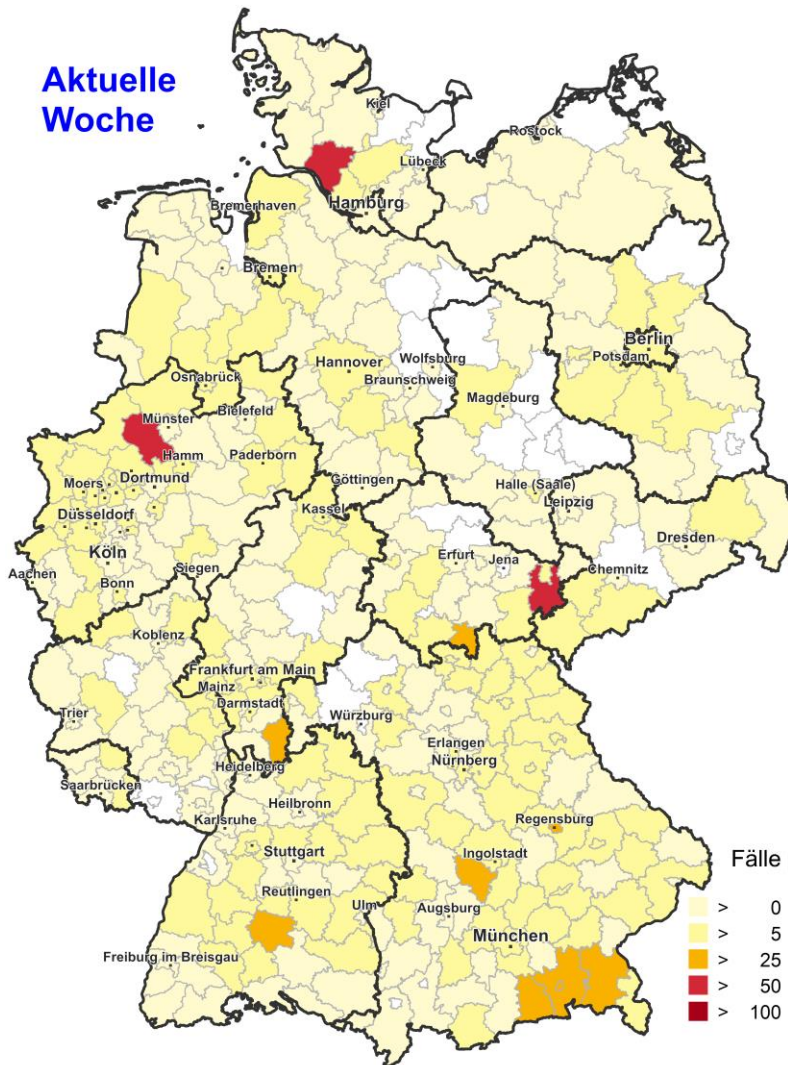 Aktuelle
Woche
Kiel
Rostock
Lübeck
Hamburg
Bremerhaven
Bremen
Berlin
Potsdam
Wolfsburg
Hannover
Braunschweig
Osnabrück
Magdeburg
Münster
Bielefeld
Hamm
Paderborn
Moers
Dortmund
Göttingen
Halle (Saale)
Leipzig
Düsseldorf
Kassel
Dresden
Köln
Erfurt
Jena
Chemnitz
Aachen
Siegen
Bonn
Koblenz
Frankfurt am Main
Mainz
Darmstadt
Trier
Würzburg
Erlangen
Nürnberg
Heidelberg
Saarbrücken
Heilbronn
Karlsruhe
Regensburg
Stuttgart
Ingolstadt
Reutlingen
Ulm
Augsburg
München
Freiburg im Breisgau
Fälle
> 0
> 5
> 25
> 50
> 100